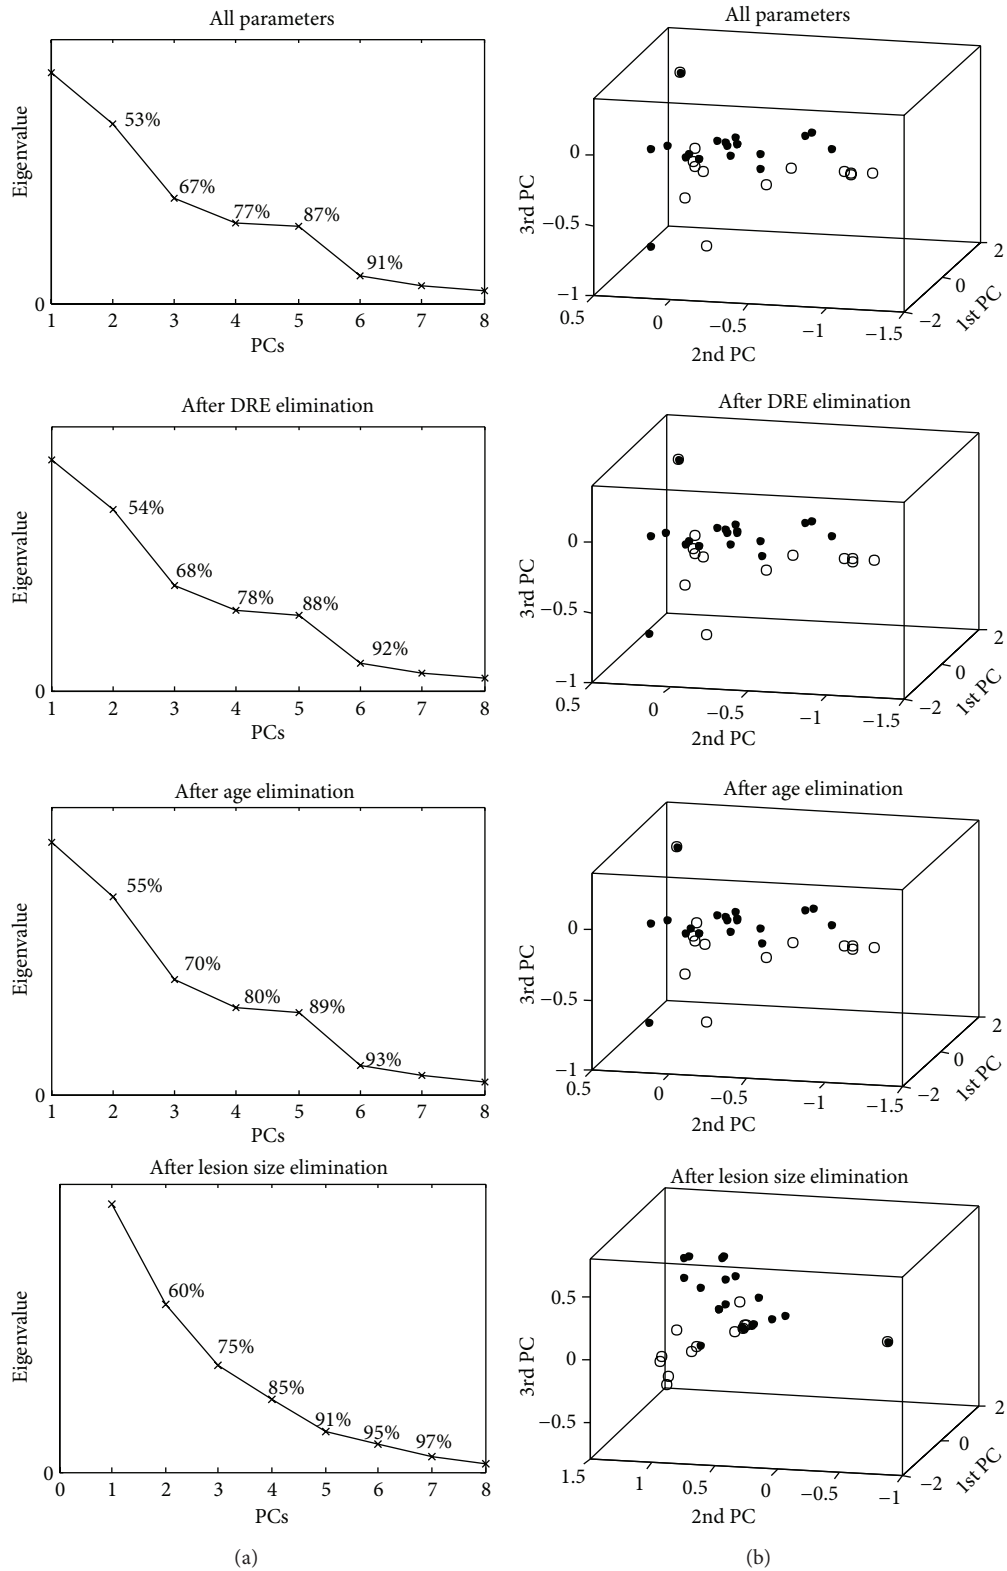 All parameters
Eigenvalue
53%
67%
77%
87%
91%
0
1 2 3 4 5 6 7 8
PCs
All parameters
3rd PC
0
−0.5
−1
0.5 0 −0.5 −1 −1.5
2nd PC
−2 0 2
1st PC
After DRE elimination
Eigenvalue
54%
68%
78%
88%
92%
0
1 2 3 4 5 6 7 8
PCs
After DRE elimination
3rd PC
0
−0.5
−1
0.5 0 −0.5 −1 −1.5
2nd PC
−2 0 2
1st PC
After age elimination
Eigenvalue
55%
70%
80%
89%
93%
0
1 2 3 4 5 6 7 8
PCs
After age elimination
3rd PC
0
−0.5
−1
0.5 0 −0.5 −1 −1.5
2nd PC
−2 0 2
1st PC
After lesion size elimination
Eigenvalue
60%
75%
85%
91%
95%
97%
0
0 1 2 3 4 5 6 7 8
PCs
After lesion size elimination
3rd PC
0.5
0
−0.5
1.5 1 0.5 0 −0.5 −1
2nd PC
−2 0 2
1st PC
(a)
(b)